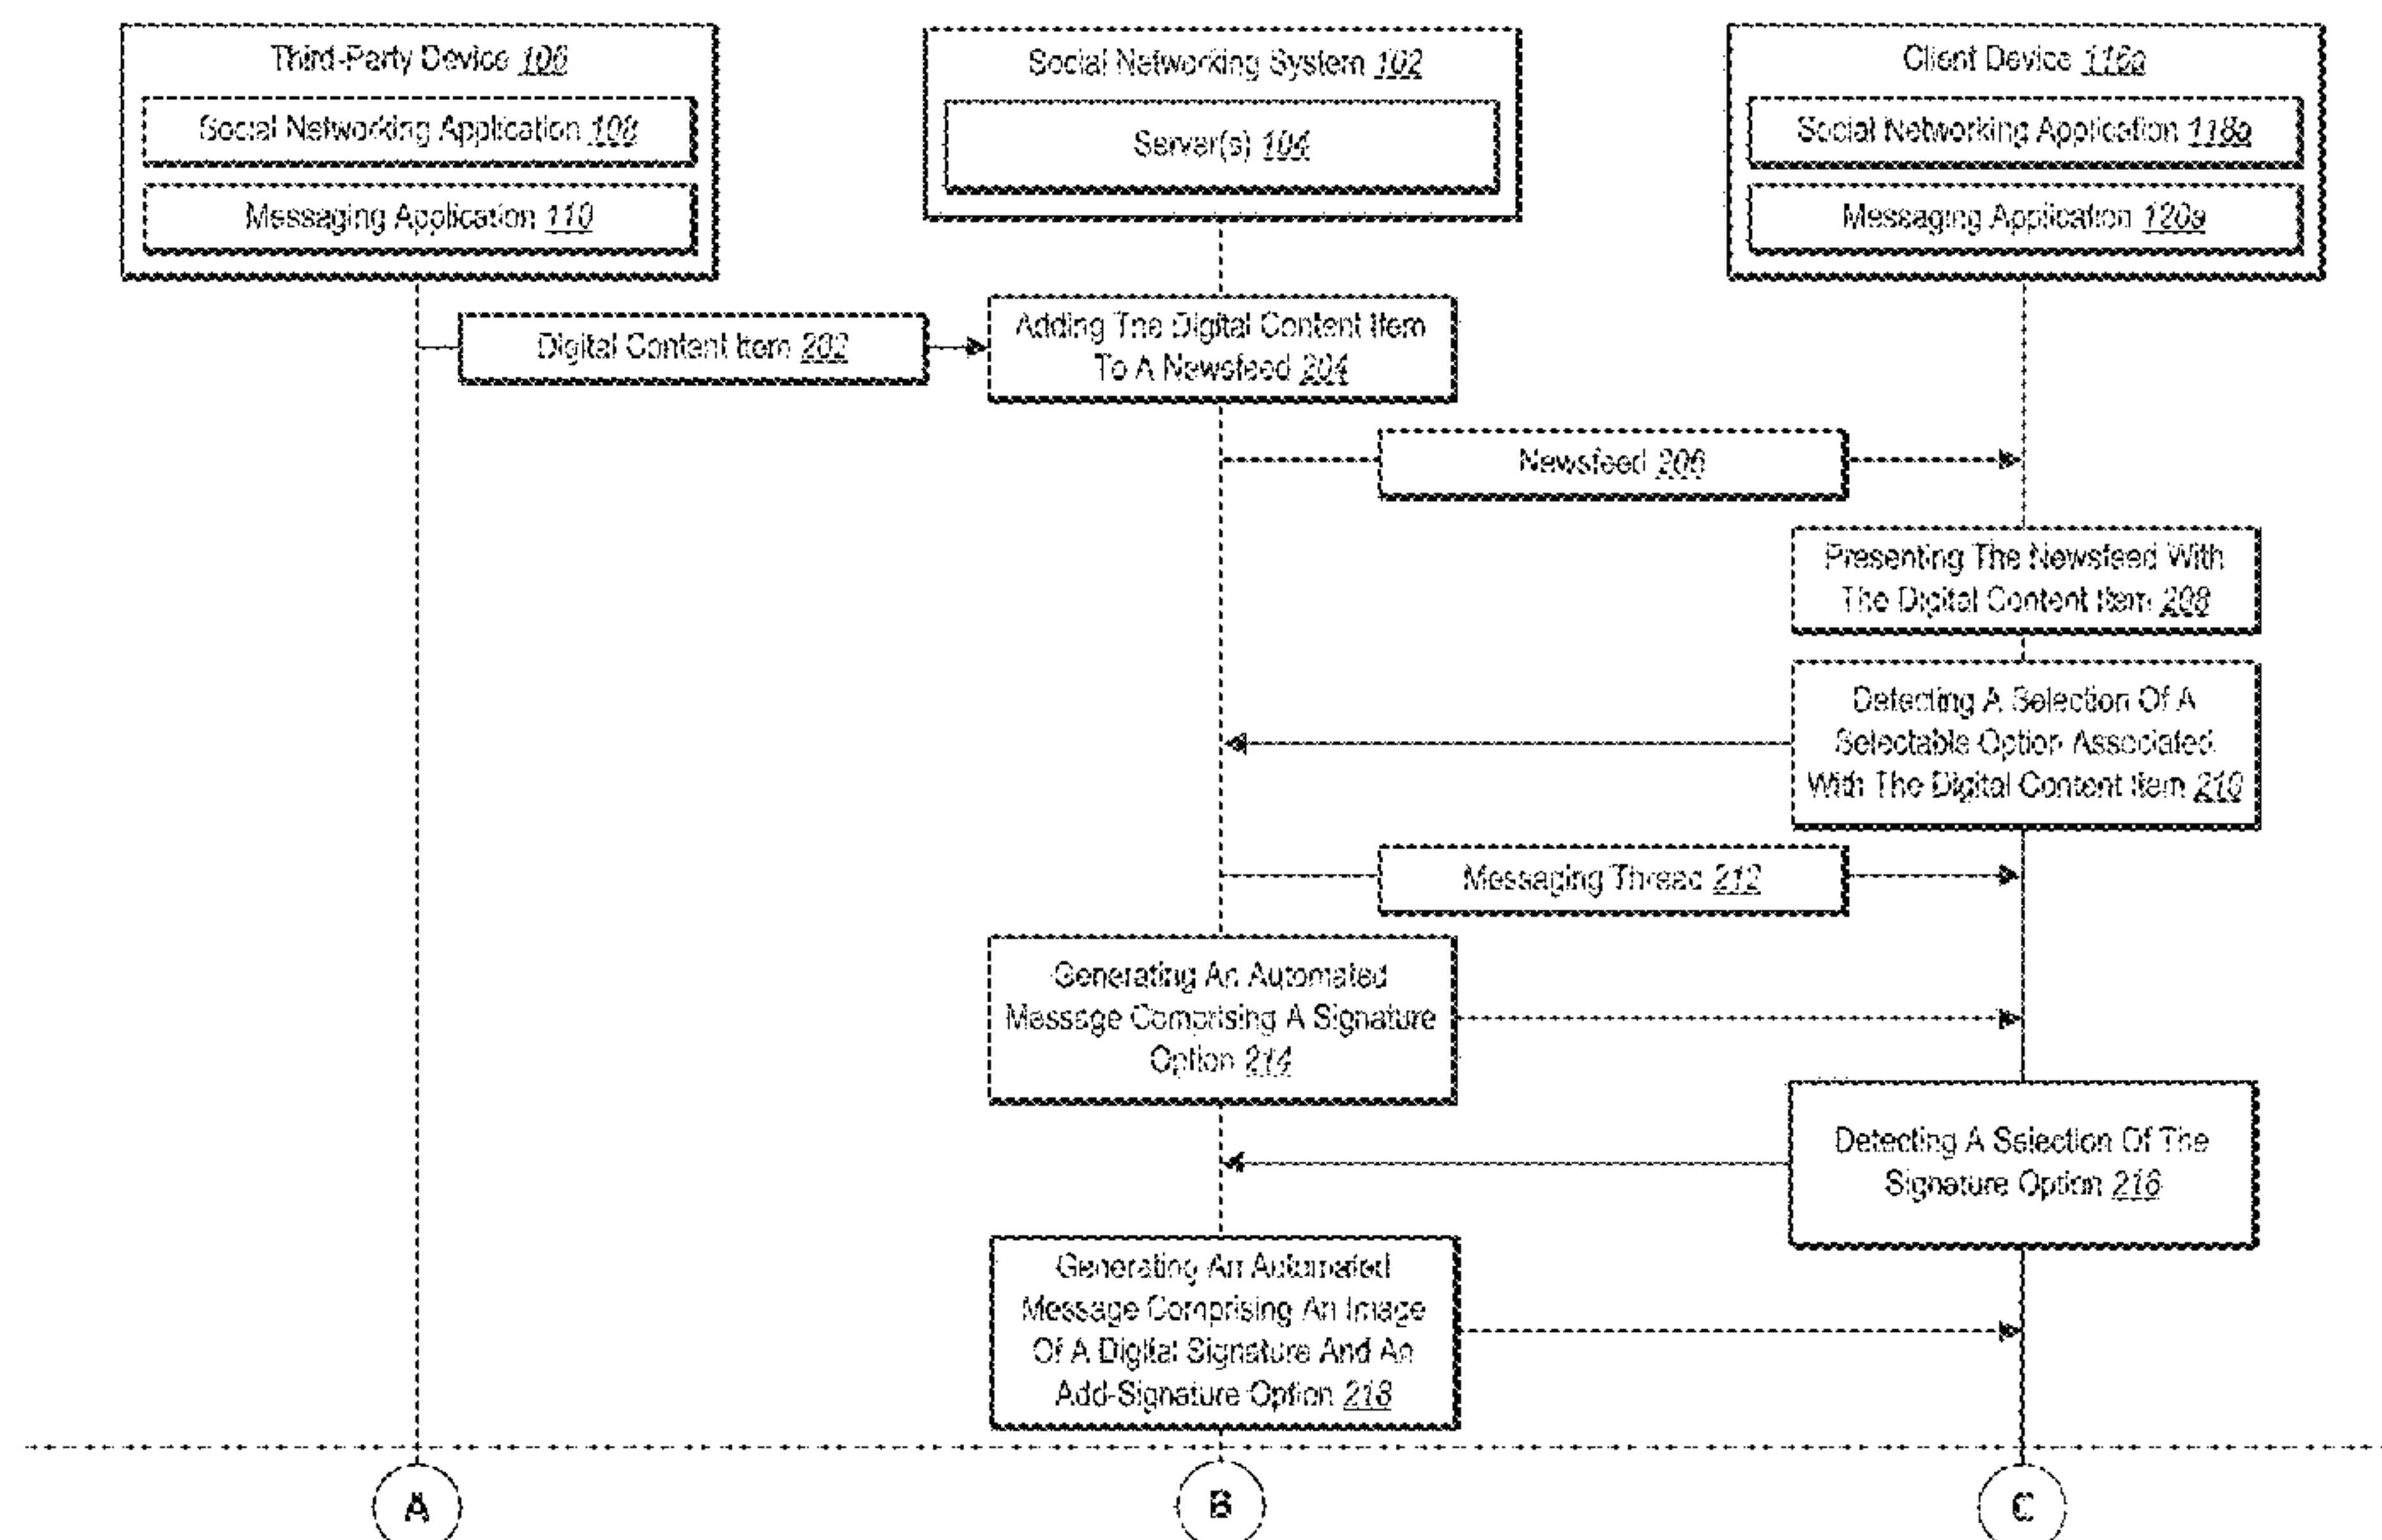 Third-Party Device 106
Social Networking Application 108
Messaging Application 110
Social Networking System 102
Server(s) 104
Client Device 116a
Social Networking Application 118a
Messaging Application 120a
Digital Content Item 202
Adding The Digital Content Item
To A Newsfeed 204
Newsfeed 206
Presenting The Newsfeed With
The Digital Content Item 208
Detecting A Selection Of A
Selectable Option Associated
With The Digital Content Item 210
Messaging Thread 212
Generating An Automated
Message Comprising A Signature
Option 214
Detecting A Selection Of The
Signature Option 216
Generating An Automated
Message Comprising An Image
Of A Digital Signature And An
Add-Signature Option 218
A
B
C